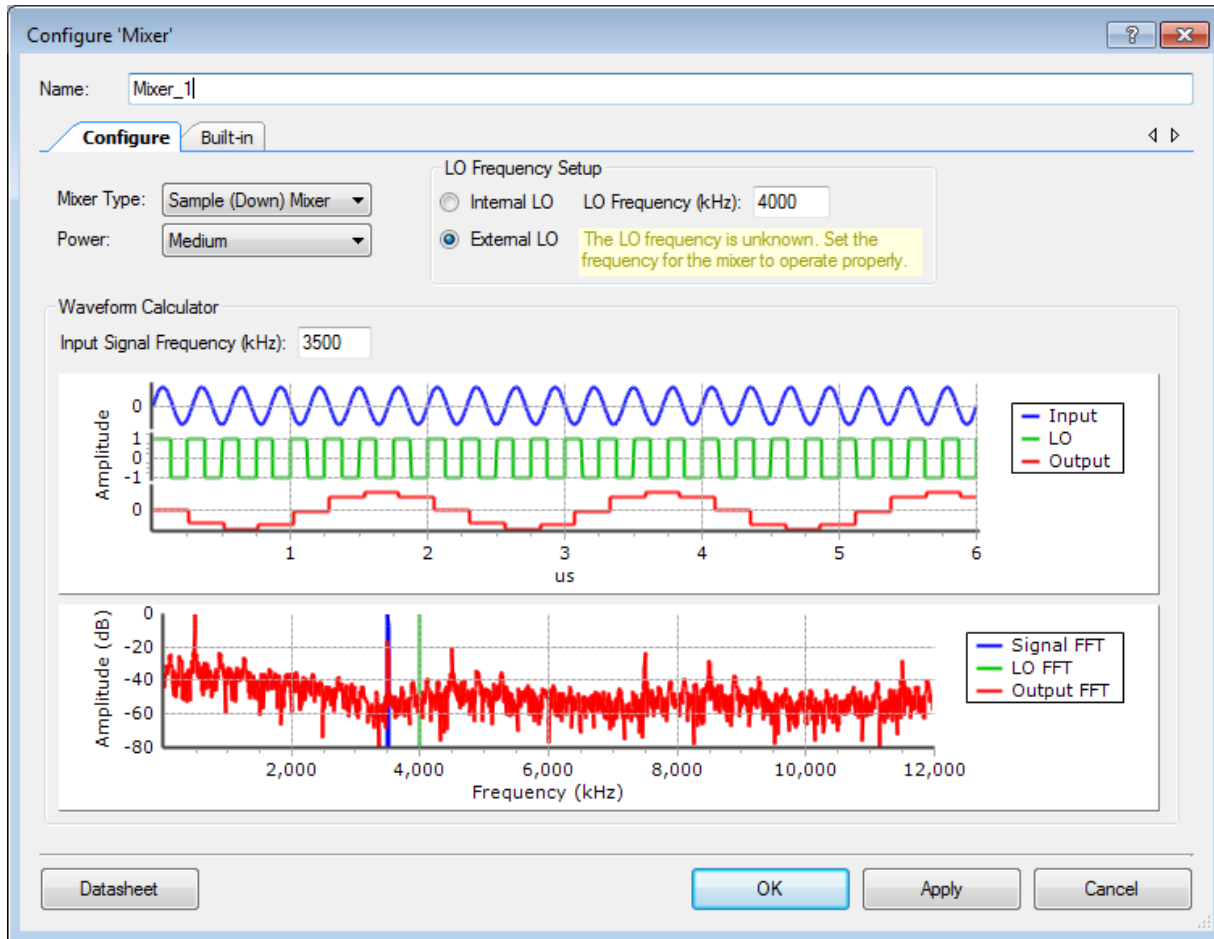 Configure 'Mixer'
?
Name: Mixer_1
Configure Built-in
Mixer Type: Sample (Down) Mixer
Power: Medium
LO Frequency Setup
Internal LO LO Frequency (kHz): 4000
External LO The LO frequency is unknown. Set the
frequency for the mixer to operate properly.
Waveform Calculator
Input Signal Frequency (kHz): 3500
Amplitude
0
1
0
-1
0
1 2 3 4 5 6
us
Input
LO
Output
Amplitude (dB)
0
-20
-40
-60
-80
2,000 4,000 6,000 8,000 10,000 12,000
Frequency (kHz)
Signal FFT
LO FFT
Output FFT
Datasheet OK Apply Cancel